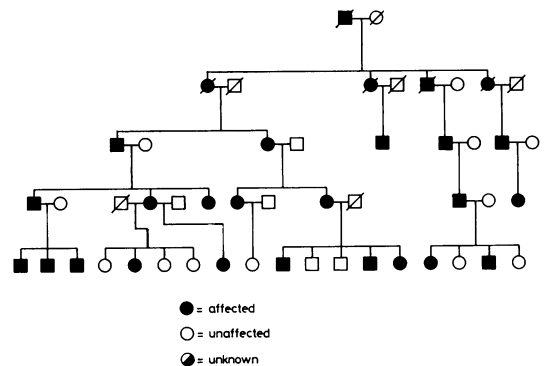 = affected
= unaffected
= unknown